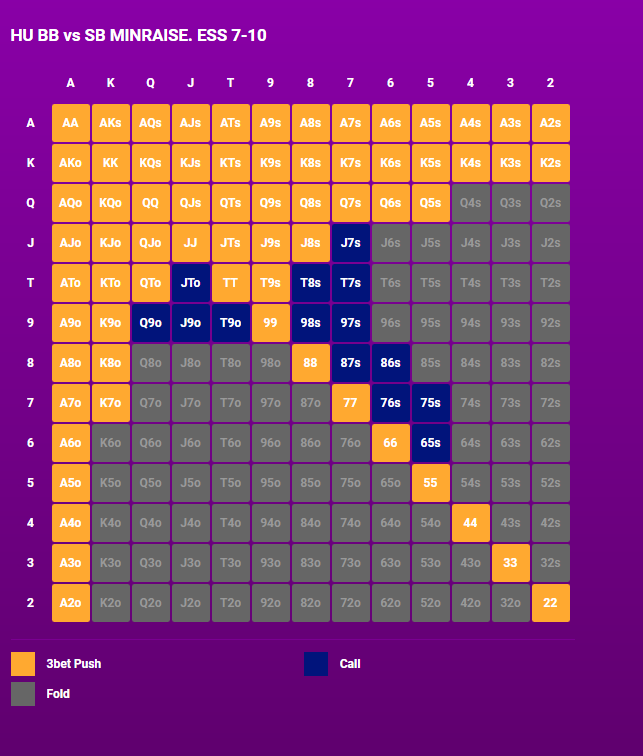 HU BB vs SB MINRAISE. ESS 7-10
A K Q J T 9 8 7 6 5 4 3 2
A AA AKs AQs AJs ATs A9s A8s A7s A6s A5s A4s A3s A2s
K AKo KK KQs KJs KTs K9s K8s K7s K6s K5s K4s K3s K2s
Q AQo KQo QQ QJs QTs Q9s Q8s Q7s Q6s Q5s Q4s Q3s Q2s
J AJo KJo QJo JJ JTs J9s J8s J7s J6s J5s J4s J3s J2s
T ATo KTo QTo JTo TT T9s T8s T7s T6s T5s T4s T3s T2s
9 A9o K9o Q9o J9o T9o 99 98s 97s 96s 95s 94s 93s 92s
8 A8o K8o Q8o J8o T8o 98o 88 87s 86s 85s 84s 83s 82s
7 A7o K7o Q7o J7o T7o 97o 87o 77 76s 75s 74s 73s 72s
6 A6o K6o Q6o J6o T6o 96o 86o 76o 66 65s 64s 63s 62s
5 A5o K5o Q5o J5o T5o 95o 85o 75o 65o 55 54s 53s 52s
4 A4o K4o Q4o J4o T4o 94o 84o 74o 64o 54o 44 43s 42s
3 A3o K3o Q3o J3o T3o 93o 83o 73o 63o 53o 43o 33 32s
2 A2o K2o Q2o J2o T2o 92o 82o 72o 62o 52o 42o 32o 22
3bet Push Call
Fold